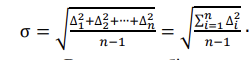 σ = √((Δ₁²+Δ₂²+⋯+Δₙ²)/(n−1)) = √((∑ᵢ₌₁ⁿ Δᵢ²)/(n−1)).